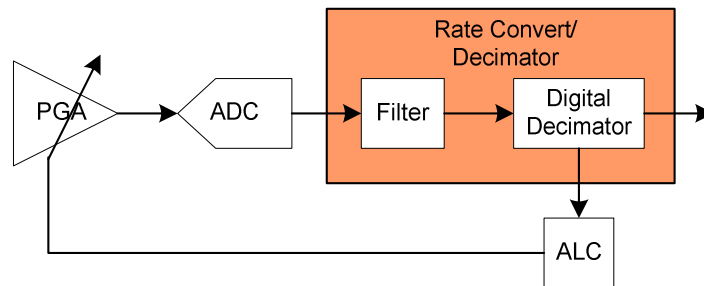 Rate Convert/
Decimator
PGA
ADC
Filter
Digital
Decimator
ALC